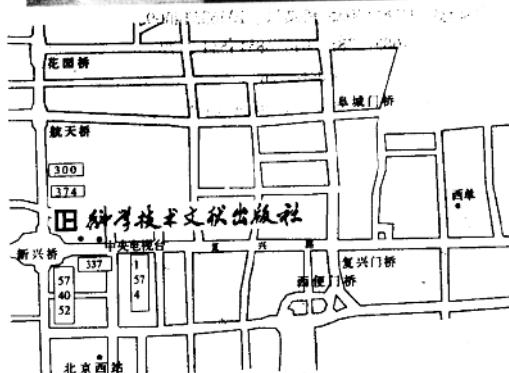 花园桥
阜城门桥
航天桥
300
374
西单
科学技术文献出版社
中央电视台
复兴路
新兴桥
337
1
57
4
复兴门桥
57
40
52
西便门桥
北京西站